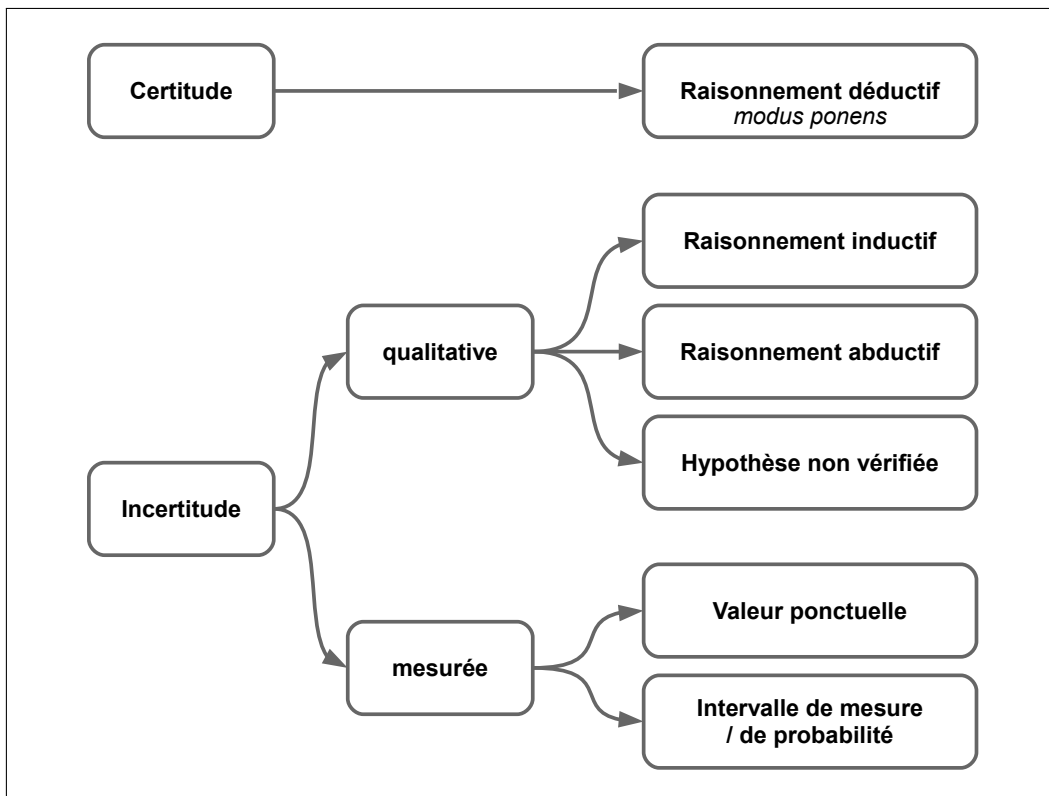 Certitude
Raisonnement déductif
modus ponens
Raisonnement inductif
qualitative
Raisonnement abductif
Hypothèse non vérifiée
Incertitude
Valeur ponctuelle
mesurée
Intervalle de mesure
/ de probabilité